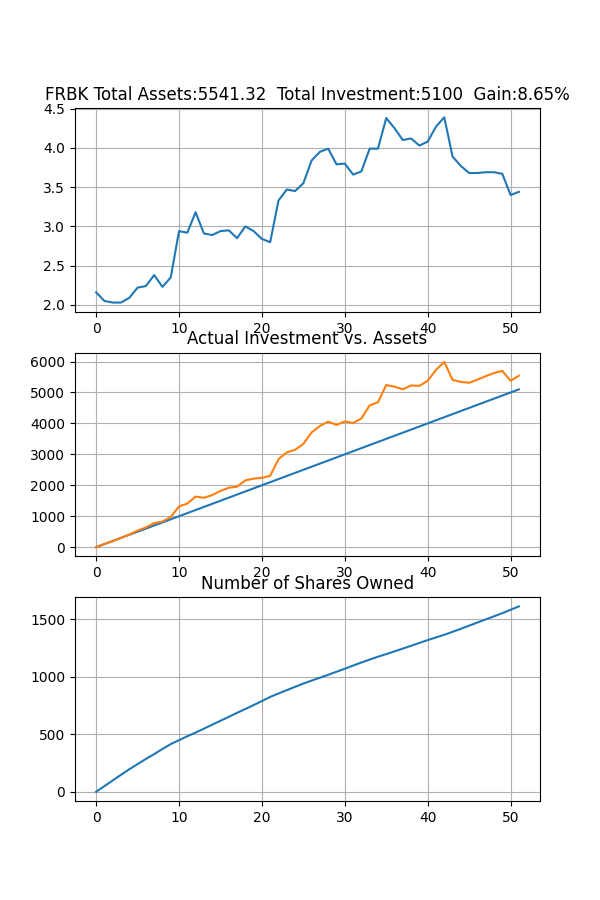 FRBK Total Assets:5541.32  Total Investment:5100  Gain:8.65%
4.5
4.0
3.5
3.0
2.5
2.0
0 10 20 30 40 50
Actual Investment vs. Assets
6000
5000
4000
3000
2000
1000
0
0 10 20 30 40 50
Number of Shares Owned
1500
1000
500
0
0 10 20 30 40 50